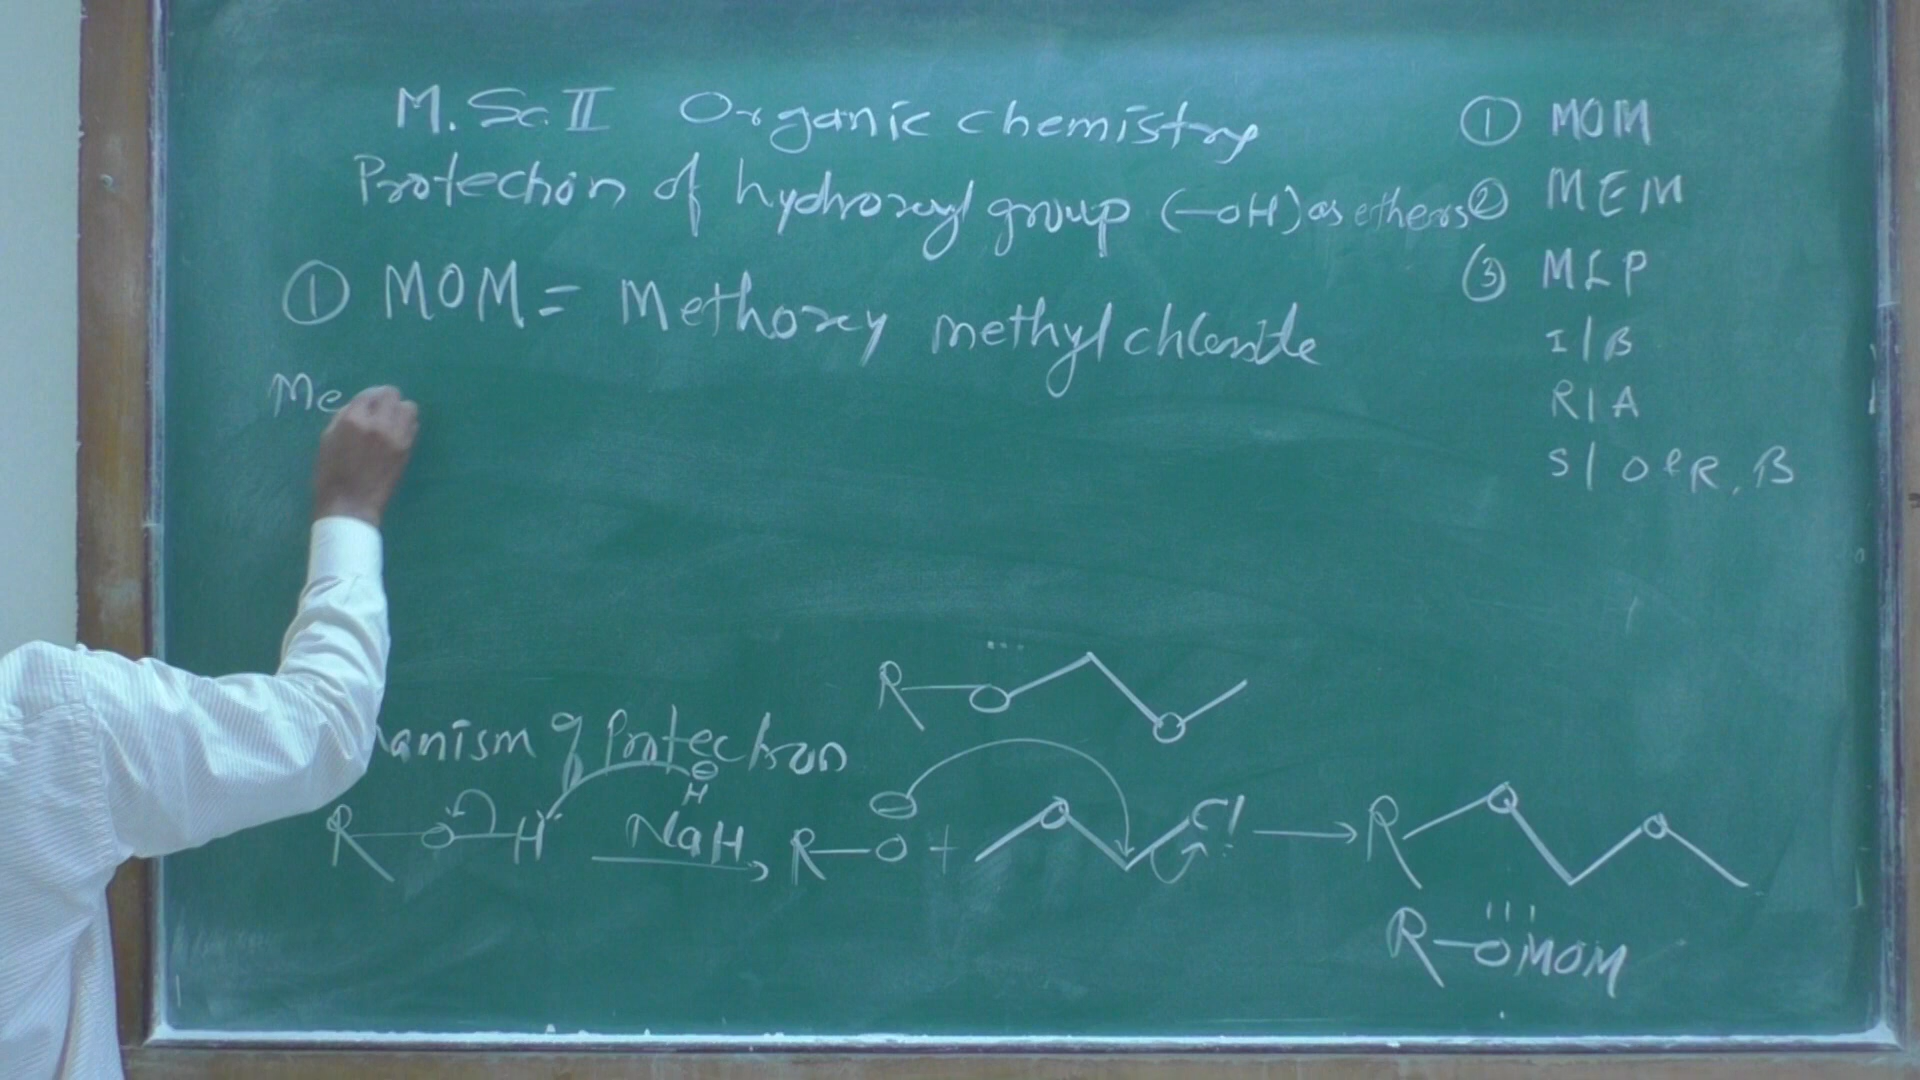 M.Sc.II Organic chemistry
Protection of hydroxyl group (-OH) as ethers
① MOM = Methoxy methyl chloride
Me
① MOM
② MEM
③ MLP
I / B
R / A
S / O & R, B
anism of Protection
R-O-H NaH R-O ⊖ + O Cl → R O O
⊖
H
R-O O
R-OMOM